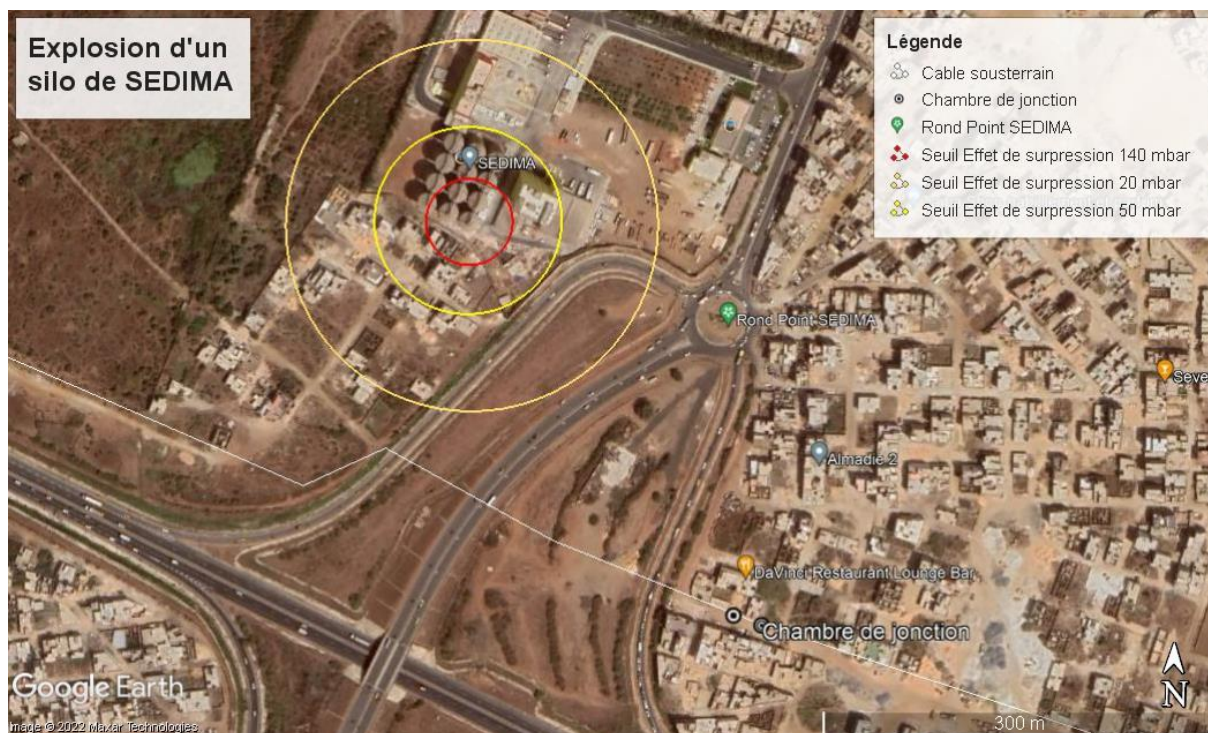 Explosion d'un
silo de SEDIMA
Légende
Cable sousterrain
Chambre de jonction
Rond Point SEDIMA
Seuil Effet de surpression 140 mbar
Seuil Effet de surpression 20 mbar
Seuil Effet de surpression 50 mbar
SEDIMA
Rond Point SEDIMA
Seve
Almadie 2
DaVinci Restaurant Lounge Bar
Chambre de jonction
Google Earth
N
Image © 2022 Maxar Technologies
300 m